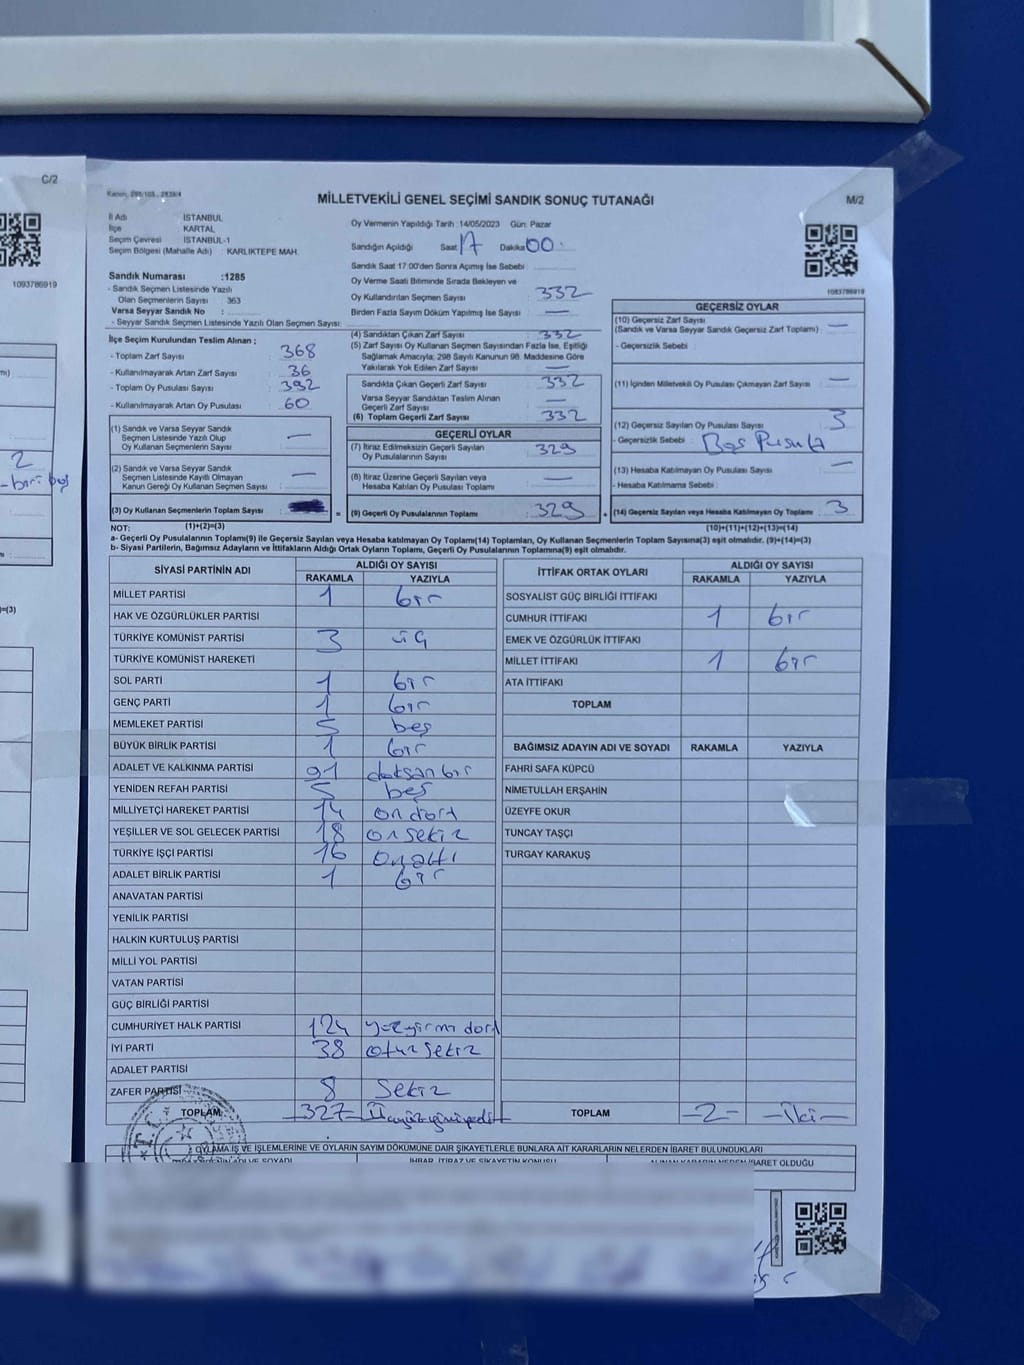 C/2
1093786919
2
-biri beş
Kanun, 298/105 , 2839/4
MİLLETVEKİLİ GENEL SEÇİMİ SANDIK SONUÇ TUTANAĞI
M/2
İl Adı İSTANBUL
İlçe KARTAL
Seçim Çevresi İSTANBUL-1
Seçim Bölgesi (Mahalle Adı) : KARLIKTEPE MAH.
Oy Vermenin Yapıldığı Tarih :14/05/2023 Gün: Pazar
Sandığın Açıldığı Saat 17 Dakika 00
Sandık Saat 17.00'den Sonra Açmış İse Sebebi :
Sandık Numarası :1285
- Sandık Seçmen Listesinde Yazılı
Olan Seçmenlerin Sayısı : 363
Varsa Seyyar Sandık No :
- Seyyar Sandık Seçmen Listesinde Yazılı Olan Seçmen Sayısı:
Oy Verme Saati Bitiminde Sırada Bekleyen ve
Oy Kullandırılan Seçmen Sayısı : 332
Birden Fazla Sayım Döküm Yapılmış İse Sayısı : —
1083786919
İlçe Seçim Kurulundan Teslim Alınan ;
- Toplam Zarf Sayısı : 368
- Kullanılmayarak Artan Zarf Sayısı : 36
- Toplam Oy Pusulası Sayısı : 392
- Kullanılmayarak Artan Oy Pusulası : 60
(4) Sandıktan Çıkan Zarf Sayısı : 332
(5) Zarf Sayısı Oy Kullanan Seçmen Sayısından Fazla İse, Eşitliği
Sağlamak Amacıyla; 298 Sayılı Kanunun 98. Maddesine Göre
Yakılarak Yok Edilen Zarf Sayısı : —
Sandıkta Çıkan Geçerli Zarf Sayısı : 332
Varsa Seyyar Sandıktan Teslim Alınan
Geçerli Zarf Sayısı : —
(6) Toplam Geçerli Zarf Sayısı : 332
(1) Sandık ve Varsa Seyyar Sandık
Seçmen Listesinde Yazılı Olup
Oy Kullanan Seçmenlerin Sayısı : —
(2) Sandık ve Varsa Seyyar Sandık
Seçmen Listesinde Kayıtlı Olmayan
Kanun Gereği Oy Kullanan Seçmen Sayısı : —
(3) Oy Kullanan Seçmenlerin Toplam Sayısı :
GEÇERLİ OYLAR
(7) İtiraz Edilmeksizin Geçerli Sayılan
Oy Pusulalarının Sayısı : 329
(8) İtiraz Üzerine Geçerli Sayılan veya
Hesaba Katılan Oy Pusulası Toplamı : —
= (9) Geçerli Oy Pusulalarının Toplamı : 329
GEÇERSİZ OYLAR
(10) Geçersiz Zarf Sayısı
(Sandık ve Varsa Seyyar Sandık Geçersiz Zarf Toplamı) : —
- Geçersizlik Sebebi :
(11) İçinden Milletvekili Oy Pusulası Çıkmayan Zarf Sayısı : —
(12) Geçersiz Sayılan Oy Pusulası Sayısı : 3
- Geçersizlik Sebebi : Boş Pusula
(13) Hesaba Katılmayan Oy Pusulası Sayısı : —
- Hesaba Katılmama Sebebi :
+ (14) Geçersiz Sayılan veya Hesaba Katılmayan Oy Toplamı : 3
NOT: (1)+(2)=(3) (10)+(11)+(12)+(13)=(14)
a- Geçerli Oy Pusulalarının Toplamı(9) ile Geçersiz Sayılan veya Hesaba katılmayan Oy Toplamı(14) Toplamları, Oy Kullanan Seçmenlerin Toplam Sayısına(3) eşit olmalıdır. (9)+(14)=(3)
b- Siyasi Partilerin, Bağımsız Adayların ve İttifakların Aldığı Ortak Oyların Toplamı, Geçerli Oy Pusulalarının Toplamına(9) eşit olmalıdır.
SİYASİ PARTİNİN ADI ALDIĞI OY SAYISI
RAKAMLA YAZIYLA
MİLLET PARTİSİ 1 bir
HAK VE ÖZGÜRLÜKLER PARTİSİ
TÜRKİYE KOMÜNİST PARTİSİ 3 üç
TÜRKİYE KOMÜNİST HAREKETİ
SOL PARTİ 1 bir
GENÇ PARTİ 1 bir
MEMLEKET PARTİSİ 5 beş
BÜYÜK BİRLİK PARTİSİ 1 bir
ADALET VE KALKINMA PARTİSİ 91 doksan bir
YENİDEN REFAH PARTİSİ 5 beş
MİLLİYETÇİ HAREKET PARTİSİ 14 on dört
YEŞİLLER VE SOL GELECEK PARTİSİ 18 on sekiz
TÜRKİYE İŞÇİ PARTİSİ 16 on altı
ADALET BİRLİK PARTİSİ 1 bir
ANAVATAN PARTİSİ
YENİLİK PARTİSİ
HALKIN KURTULUŞ PARTİSİ
MİLLİ YOL PARTİSİ
VATAN PARTİSİ
GÜÇ BİRLİĞİ PARTİSİ
CUMHURİYET HALK PARTİSİ 124 yüzyirmi dört
İYİ PARTİ 38 otuz sekiz
ADALET PARTİSİ
ZAFER PARTİSİ 8 Sekiz
TOPLAM -327- Üçyüzyirmiyedi-
İTTİFAK ORTAK OYLARI ALDIĞI OY SAYISI
RAKAMLA YAZIYLA
SOSYALİST GÜÇ BİRLİĞİ İTTİFAKI
CUMHUR İTTİFAKI 1 bir
EMEK VE ÖZGÜRLÜK İTTİFAKI
MİLLET İTTİFAKI 1 bir
ATA İTTİFAKI
TOPLAM
BAĞIMSIZ ADAYIN ADI VE SOYADI RAKAMLA YAZIYLA
FAHRİ SAFA KÜPCÜ
NİMETULLAH ERŞAHİN
ÜZEYFE OKUR
TUNCAY TAŞÇI
TURGAY KARAKUŞ
TOPLAM -2- -İki-
T.C.
OYLAMA İŞ VE İŞLEMLERİNE VE OYLARIN SAYIM DÖKÜMÜNE DAİR ŞİKAYETLERLE BUNLARA AİT KARARLARIN NELERDEN İBARET BULUNDUKLARI
İHBAR, İTİRAZ VE ŞİKAYETİN KONUSU ALINAN KARARIN NEDEN İBARET OLDUĞU